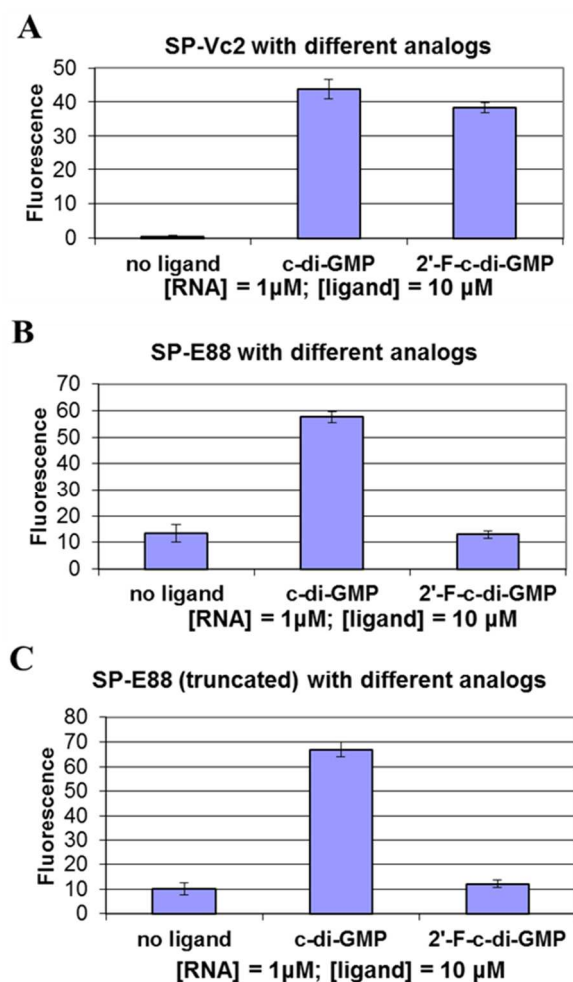 A
SP-Vc2 with different analogs
50
40
30
20
10
0
Fluorescence
no ligand c-di-GMP 2'-F-c-di-GMP
[RNA] = 1µM; [ligand] = 10 µM
B
SP-E88 with different analogs
70
60
50
40
30
20
10
0
Fluorescence
no ligand c-di-GMP 2'-F-c-di-GMP
[RNA] = 1µM; [ligand] = 10 µM
C
SP-E88 (truncated) with different analogs
80
70
60
50
40
30
20
10
0
Fluorescence
no ligand c-di-GMP 2'-F-c-di-GMP
[RNA] = 1µM; [ligand] = 10 µM